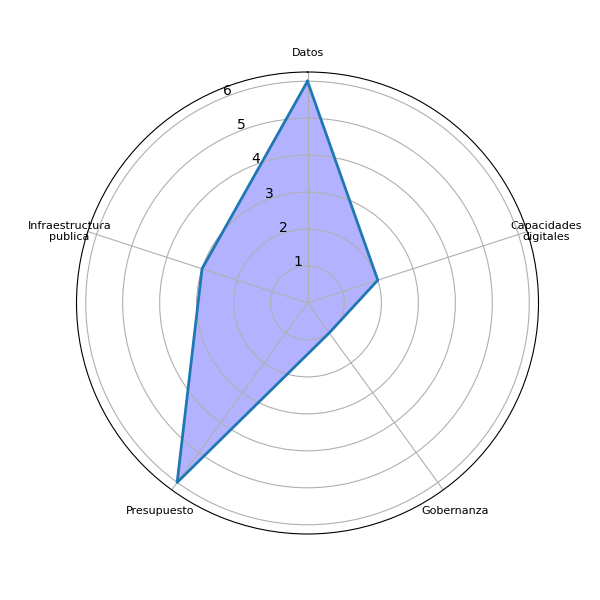 Datos
6
5
4
3
2
1
Infraestructura
publica
Capacidades
digitales
Presupuesto
Gobernanza